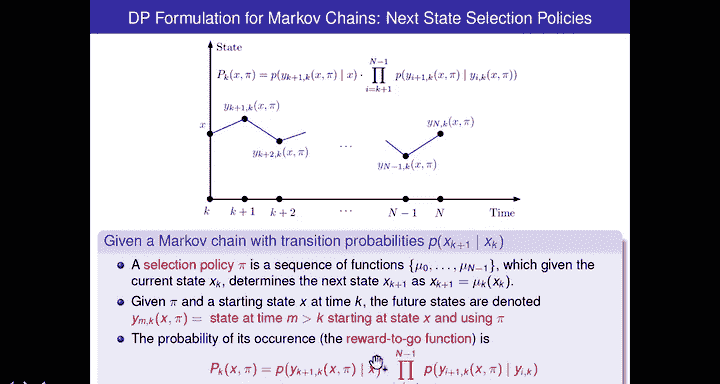 DP Formulation for Markov Chains: Next State Selection Policies
State
P_k(x, π) = p(y_{k+1,k}(x, π) | x) · ∏_{i=k+1}^{N−1} p(y_{i+1,k}(x, π) | y_{i,k}(x, π))
y_{k+1,k}(x, π)
x
y_{N,k}(x, π)
y_{k+2,k}(x, π)
...
y_{N−1,k}(x, π)
k k + 1 k + 2 ... N − 1 N Time
Given a Markov chain with transition probabilities p(x_{k+1} | x_k)
A selection policy π is a sequence of functions {μ_0, . . . , μ_{N−1}}, which given the
current state x_k, determines the next state x_{k+1} as x_{k+1} = μ_k(x_k).
Given π and a starting state x at time k, the future states are denoted
y_{m,k}(x, π) = state at time m > k starting at state x and using π
The probability of its occurence (the reward-to-go function) is
P_k(x, π) = p(y_{k+1,k}(x, π) | x) · ∏^{N−1} p(y_{i+1,k}(x, π) | y_{i,k})